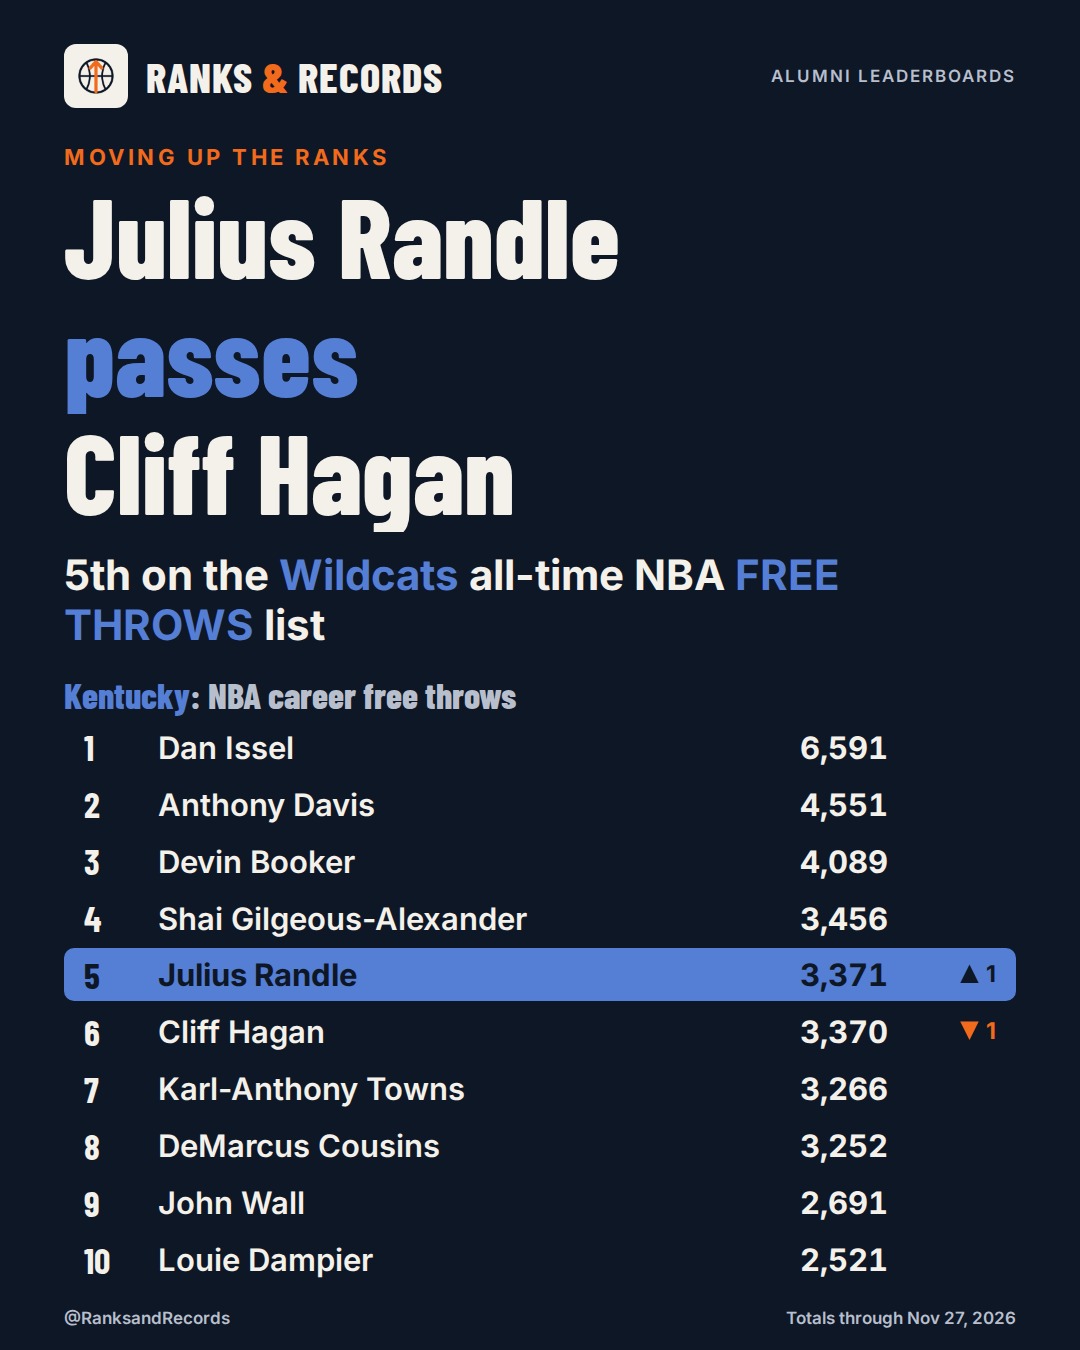 RANKS & RECORDS
ALUMNI LEADERBOARDS
MOVING UP THE RANKS
Julius Randle
passes
Cliff Hagan
5th on the Wildcats all-time NBA FREE
THROWS list
Kentucky: NBA career free throws
1 Dan Issel 6,591
2 Anthony Davis 4,551
3 Devin Booker 4,089
4 Shai Gilgeous-Alexander 3,456
5 Julius Randle 3,371 ▲ 1
6 Cliff Hagan 3,370 ▼ 1
7 Karl-Anthony Towns 3,266
8 DeMarcus Cousins 3,252
9 John Wall 2,691
10 Louie Dampier 2,521
@RanksandRecords
Totals through Nov 27, 2026